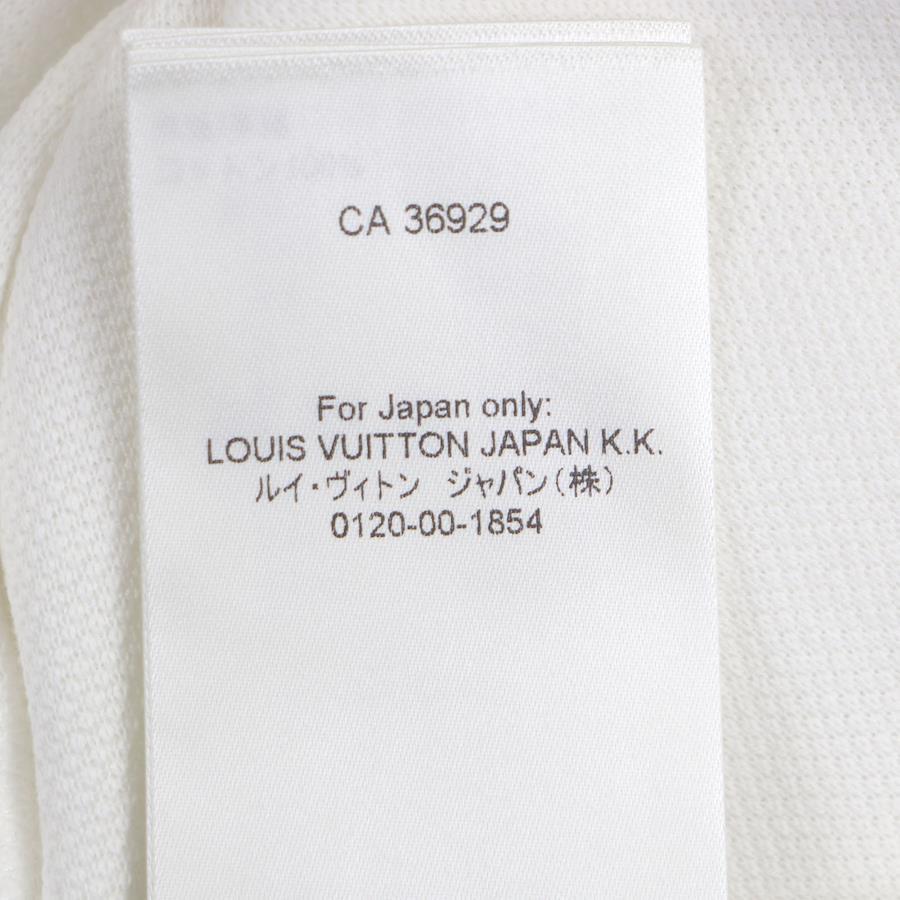 CA 36929
For Japan only:
LOUIS VUITTON JAPAN K.K.
ルイ・ヴィトン ジャパン(株)
0120-00-1854